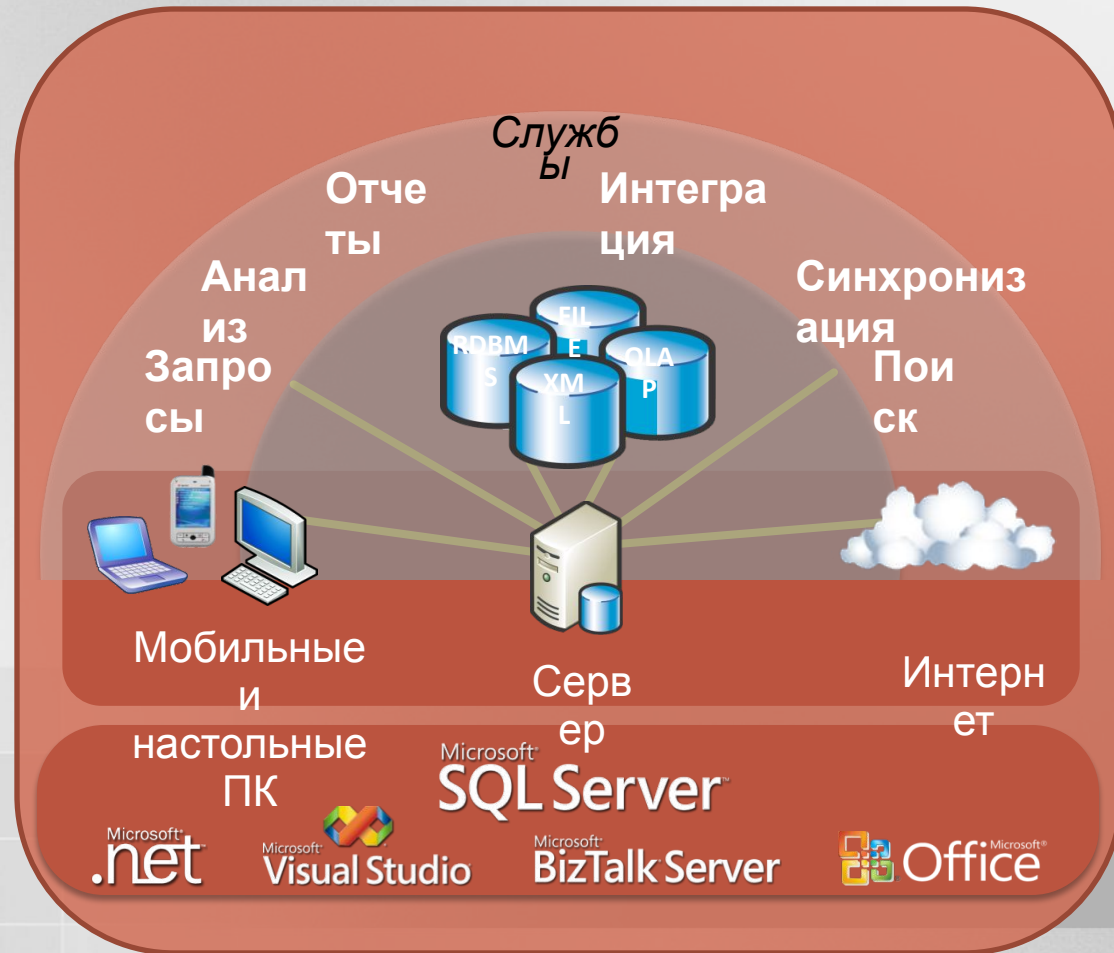 Служб
ы
Отче
ты
Интегра
ция
Анал
из
Синхрониз
ация
Запро
сы
Пои
ск
FIL
E
RDBM
S
OLA
P
XM
L
Мобильные
и
настольные
ПК
Серв
ер
Интерн
ет
Microsoft®
SQL Server™
Microsoft®
.net
Microsoft®
Visual Studio
Microsoft®
BizTalk Server
Microsoft®
Office